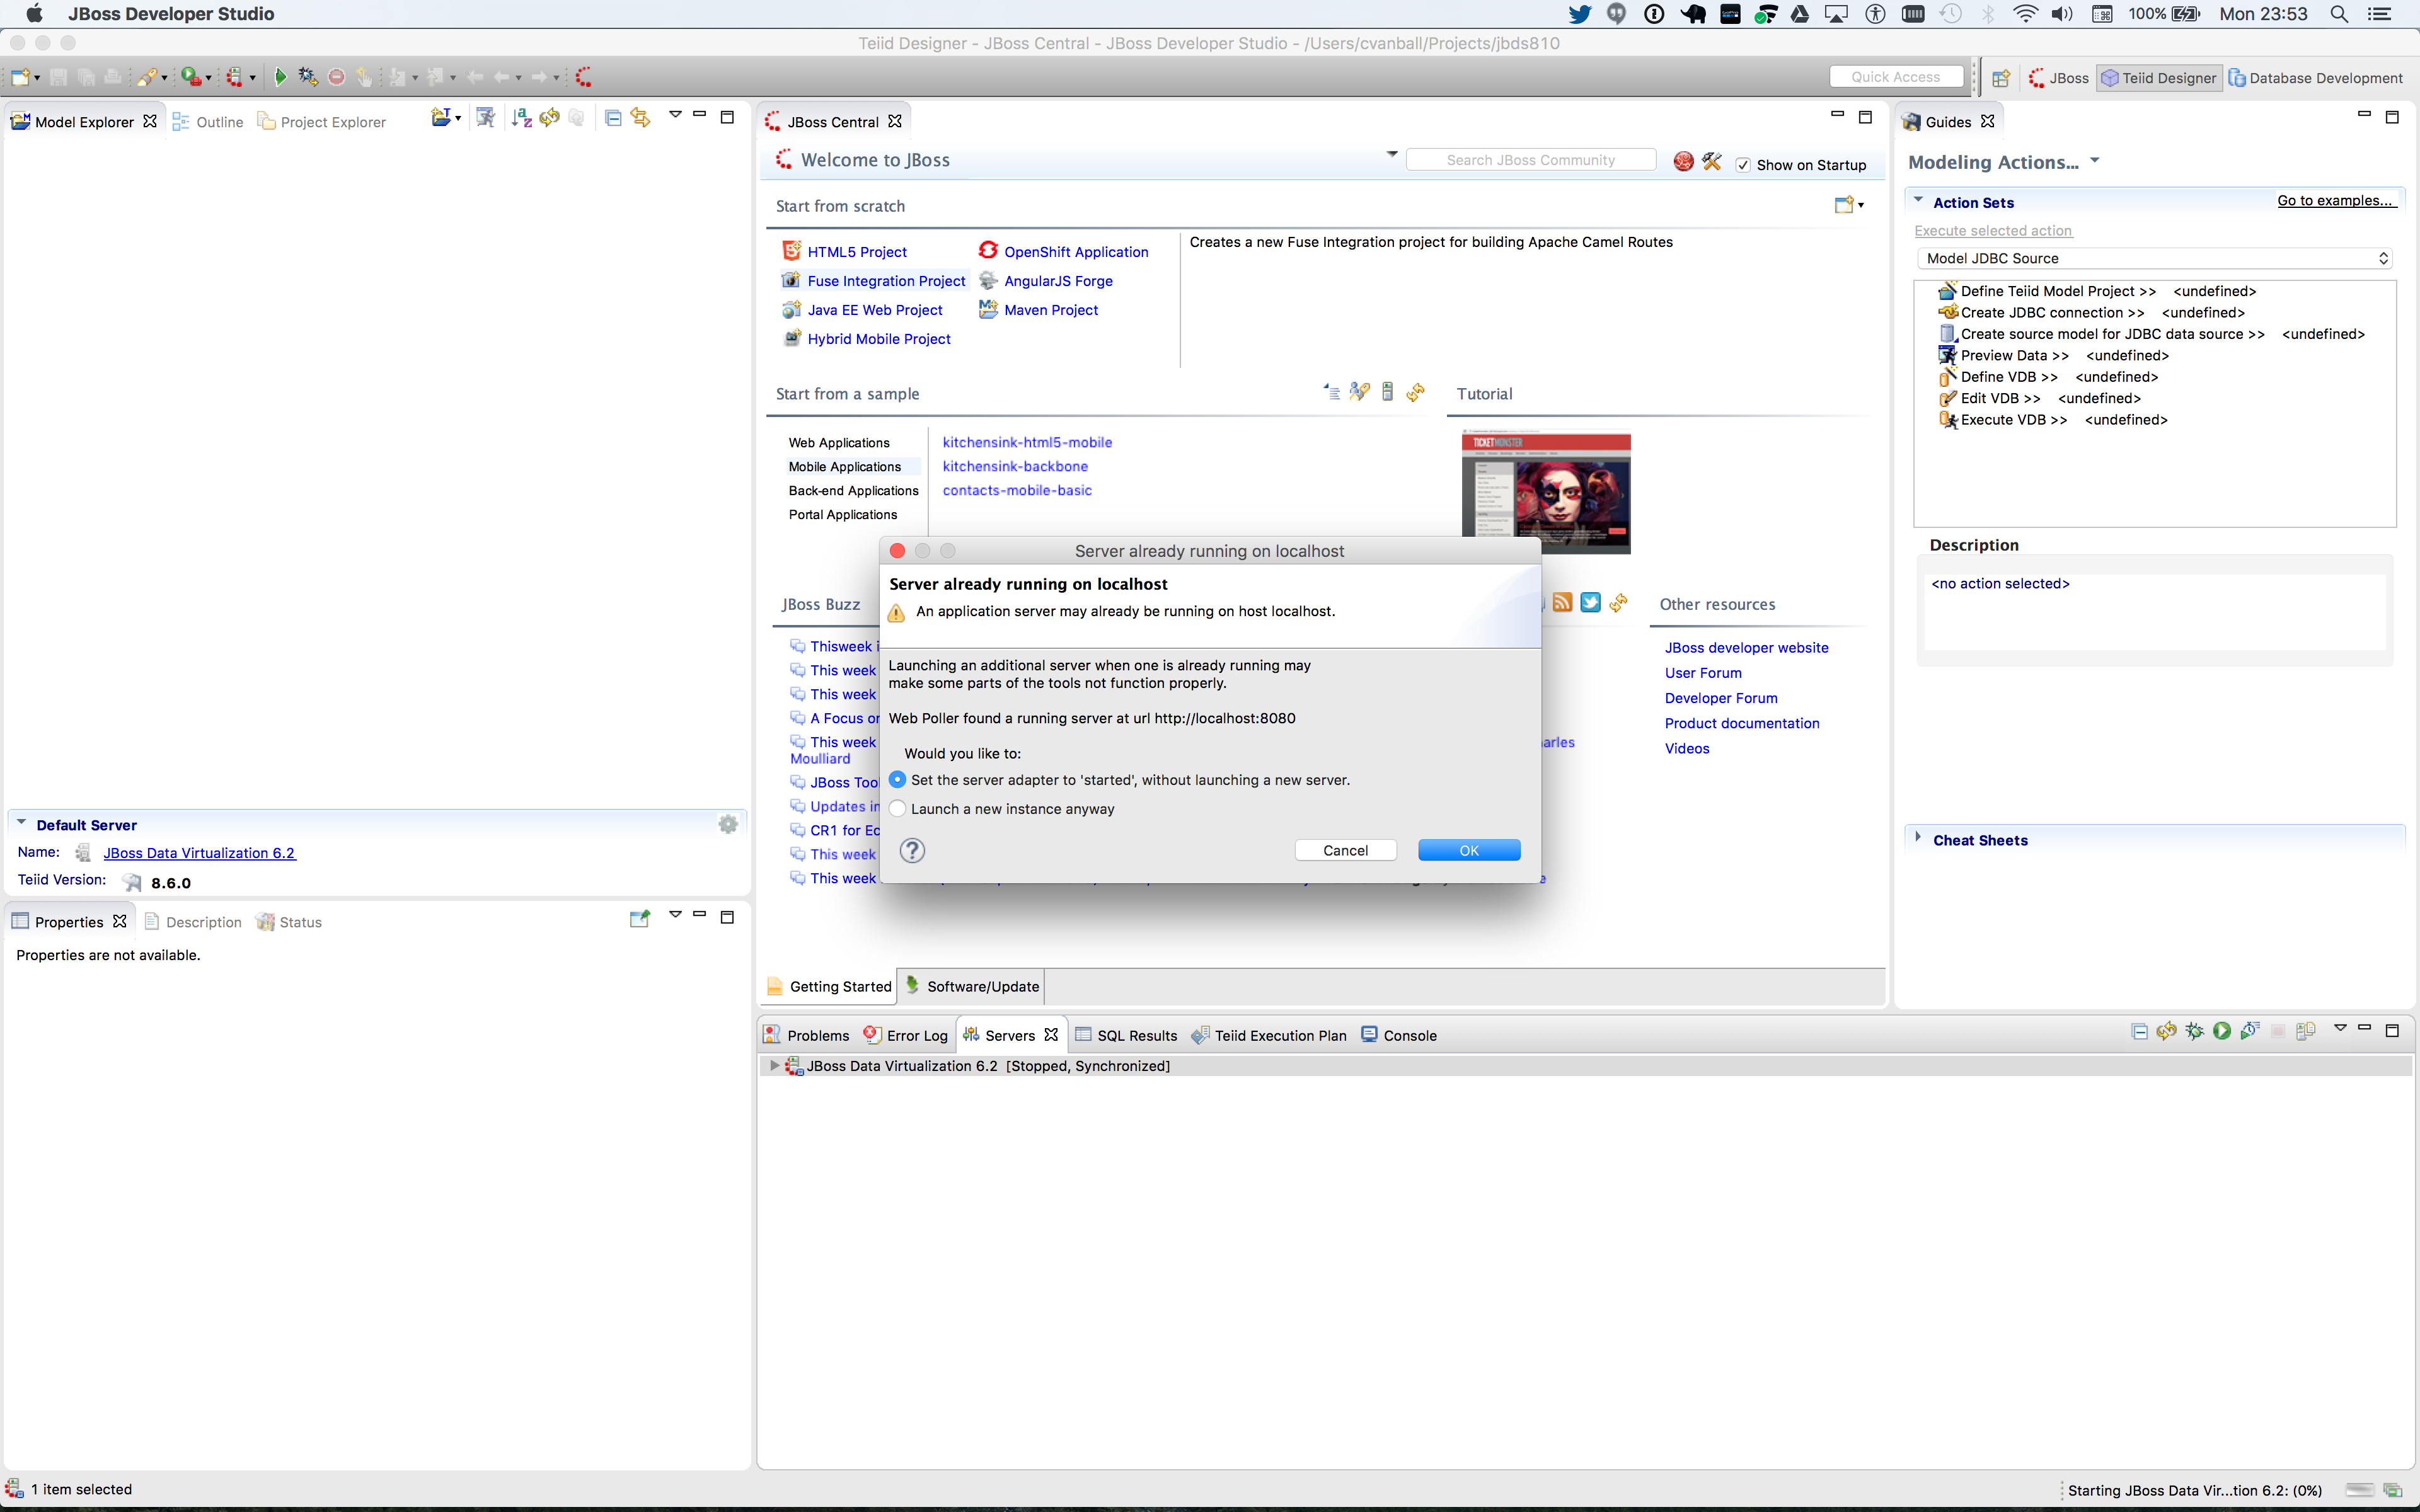 JBoss Developer Studio
100%
Mon 23:53
Teiid Designer - JBoss Central - JBoss Developer Studio - /Users/cvanball/Projects/jbds810
Quick Access
JBoss
Teiid Designer
Database Development
Model Explorer
Outline
Project Explorer
JBoss Central
Guides
Welcome to JBoss
Search JBoss Community
Show on Startup
Modeling Actions...
Start from scratch
Action Sets
Go to examples...
Execute selected action
Model JDBC Source
HTML5 Project
OpenShift Application
Creates a new Fuse Integration project for building Apache Camel Routes
Fuse Integration Project
AngularJS Forge
Java EE Web Project
Maven Project
Hybrid Mobile Project
Define Teiid Model Project >> <undefined>
Create JDBC connection >> <undefined>
Create source model for JDBC data source >> <undefined>
Preview Data >> <undefined>
Define VDB >> <undefined>
Edit VDB >> <undefined>
Execute VDB >> <undefined>
Start from a sample
Tutorial
Web Applications
Mobile Applications
Back-end Applications
Portal Applications
kitchensink-html5-mobile
kitchensink-backbone
contacts-mobile-basic
TICKETMONSTER
Description
<no action selected>
Server already running on localhost
Server already running on localhost
An application server may already be running on host localhost.
Launching an additional server when one is already running may
make some parts of the tools not function properly.
Web Poller found a running server at url http://localhost:8080
Would you like to:
Set the server adapter to 'started', without launching a new server.
Launch a new instance anyway
Cancel
OK
JBoss Buzz
Thisweek i
This week
This week
A Focus or
This week
arles
Moulliard
JBoss Too
Updates in
CR1 for Ec
This week
This week
Other resources
JBoss developer website
User Forum
Developer Forum
Product documentation
Videos
Default Server
Name:
JBoss Data Virtualization 6.2
Teiid Version:
8.6.0
Cheat Sheets
Properties
Description
Status
Properties are not available.
Getting Started
Software/Update
Problems
Error Log
Servers
SQL Results
Teiid Execution Plan
Console
JBoss Data Virtualization 6.2 [Stopped, Synchronized]
1 item selected
Starting JBoss Data Vir...tion 6.2: (0%)